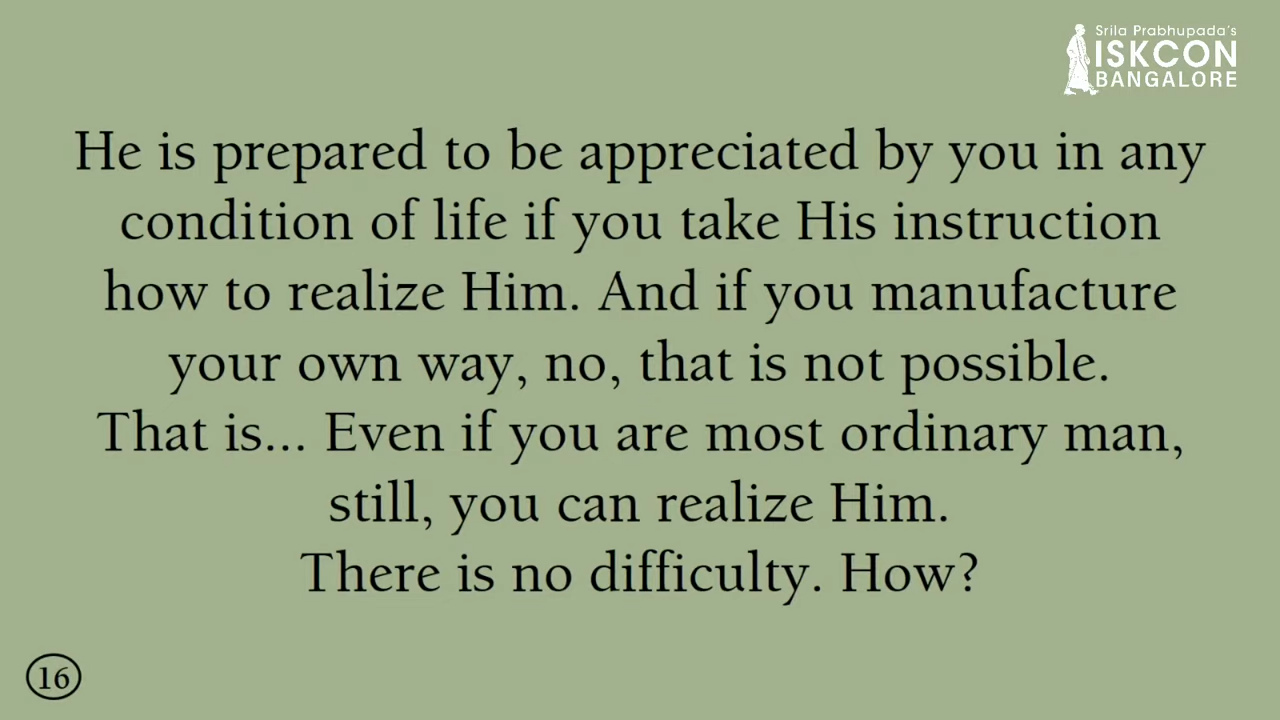 Srila Prabhupada's
ISKCON
BANGALORE
He is prepared to be appreciated by you in any
condition of life if you take His instruction
how to realize Him. And if you manufacture
your own way, no, that is not possible.
That is... Even if you are most ordinary man,
still, you can realize Him.
There is no difficulty. How?
16